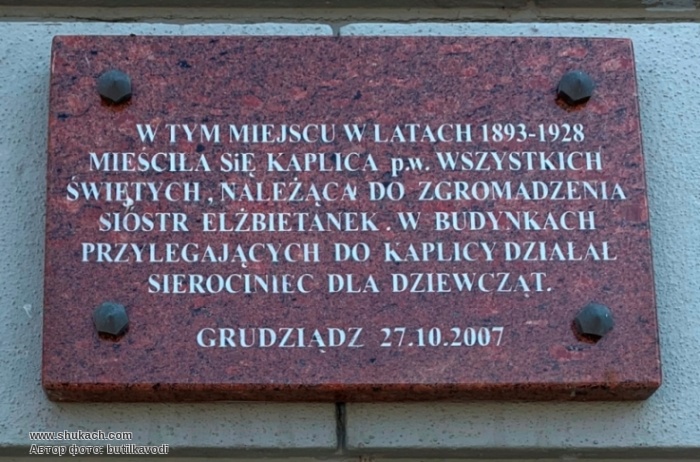 W TYM MIEJSCU W LATACH 1893-1928
MIEŚCIŁA SiĘ KAPLICA p.w. WSZYSTKICH
ŚWIĘTYCH, NALEŻĄCA DO ZGROMADZENIA
SIÓSTR ELŻBIETANEK. W BUDYNKACH
PRZYLEGAJĄCYCH DO KAPLICY DZIAŁAŁ
SIEROCINIEC DLA DZIEWCZĄT.
GRUDZIĄDZ 27.10.2007
www.shukach.com
Автор фото: butilkavodi